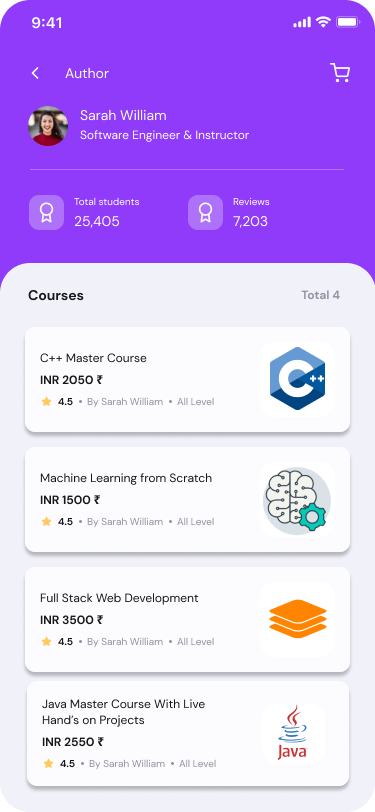 9:41
Author
Sarah William
Software Engineer & Instructor
Total students
25,405
Reviews
7,203
Courses
Total 4
C++ Master Course
INR 2050 ₹
4.5 • By Sarah William • All Level
C++
Machine Learning from Scratch
INR 1500 ₹
4.5 • By Sarah William • All Level
Full Stack Web Development
INR 3500 ₹
4.5 • By Sarah William • All Level
Java Master Course With Live
Hand's on Projects
INR 2550 ₹
4.5 • By Sarah William • All Level
Java